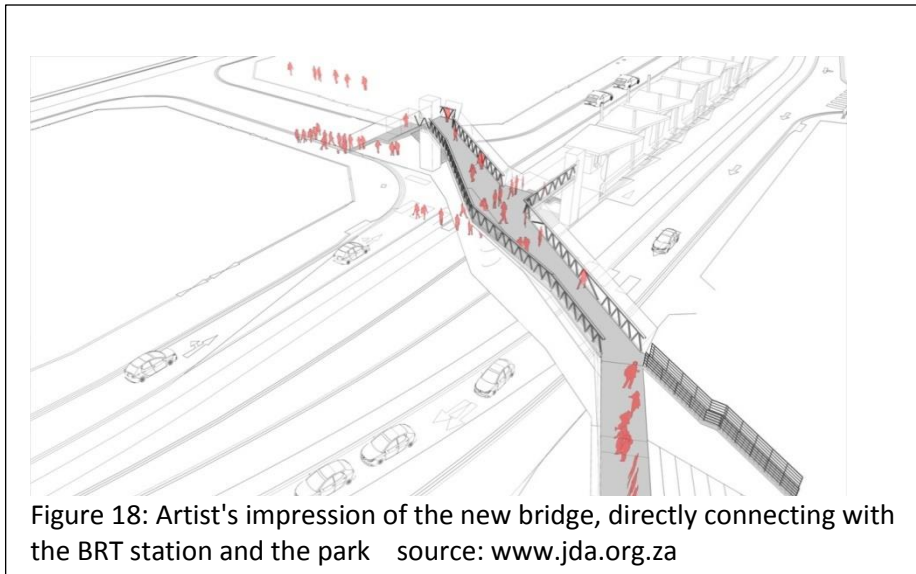 Figure 18: Artist's impression of the new bridge, directly connecting with
the BRT station and the park    source: www.jda.org.za